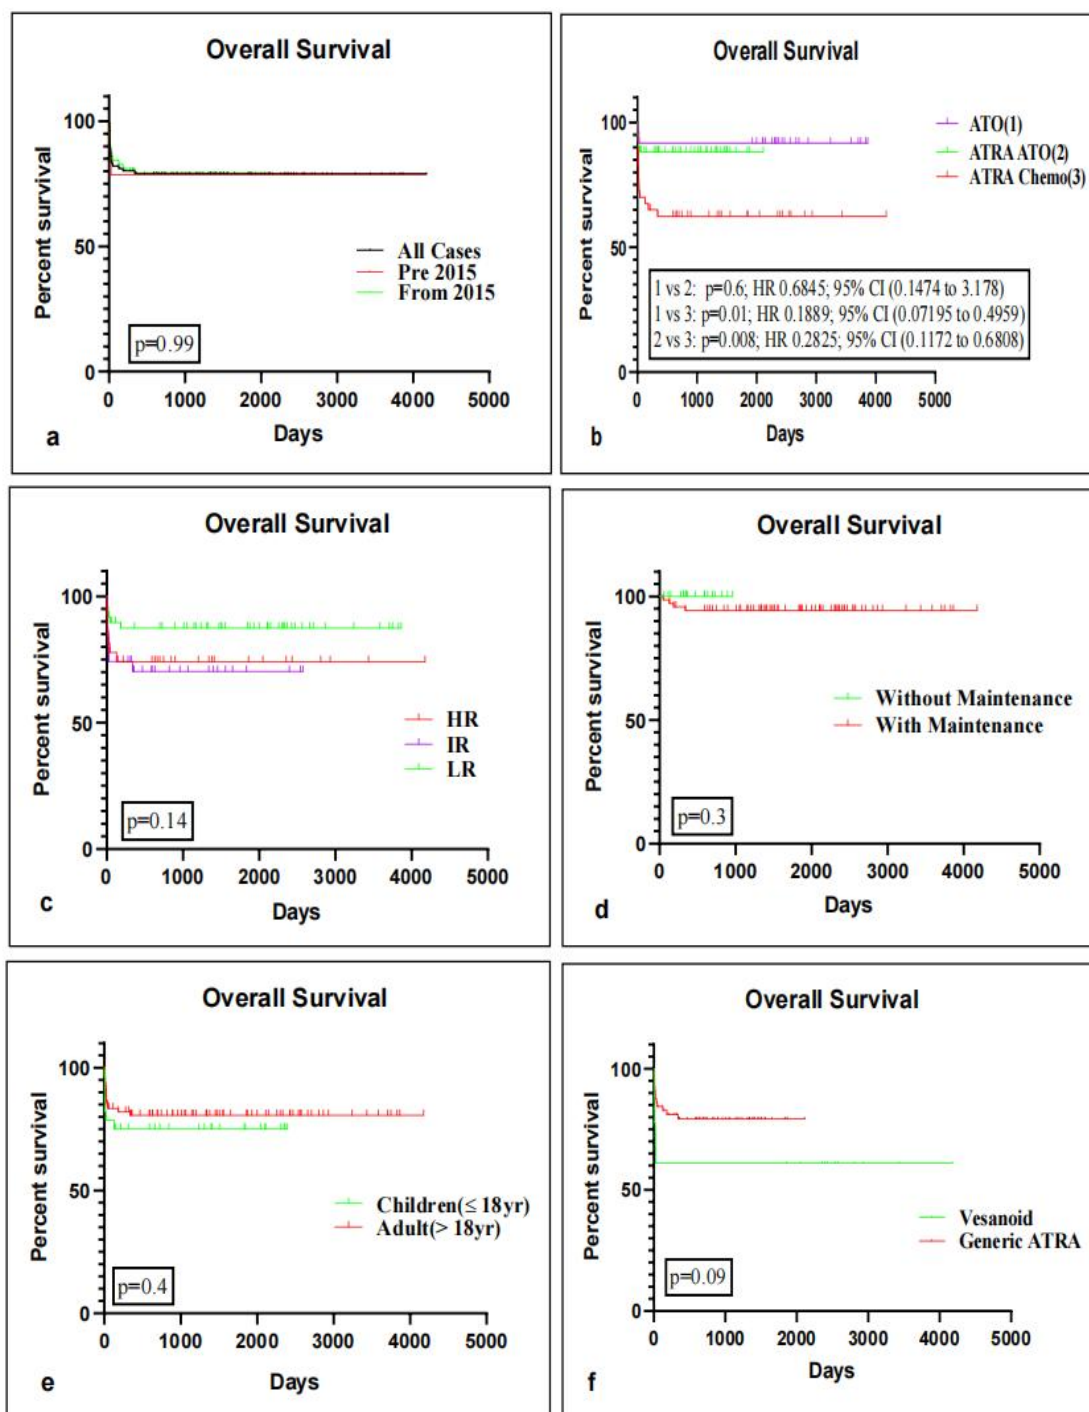 Overall Survival
Percent survival
100
50
0
All Cases
Pre 2015
From 2015
p=0.99
0 1000 2000 3000 4000 5000
Days
a
Overall Survival
Percent survival
100
50
0
ATO(1)
ATRA ATO(2)
ATRA Chemo(3)
1 vs 2: p=0.6; HR 0.6845; 95% CI (0.1474 to 3.178)
1 vs 3: p=0.01; HR 0.1889; 95% CI (0.07195 to 0.4959)
2 vs 3: p=0.008; HR 0.2825; 95% CI (0.1172 to 0.6808)
0 1000 2000 3000 4000 5000
Days
b
Overall Survival
Percent survival
100
50
0
HR
IR
LR
p=0.14
0 1000 2000 3000 4000 5000
Days
c
Overall Survival
Percent survival
100
50
0
Without Maintenance
With Maintenance
p=0.3
0 1000 2000 3000 4000 5000
Days
d
Overall Survival
Percent survival
100
50
0
Children(≤ 18yr)
Adult(> 18yr)
p=0.4
0 1000 2000 3000 4000 5000
Days
e
Overall Survival
Percent survival
100
50
0
Vesanoid
Generic ATRA
p=0.09
0 1000 2000 3000 4000 5000
Days
f